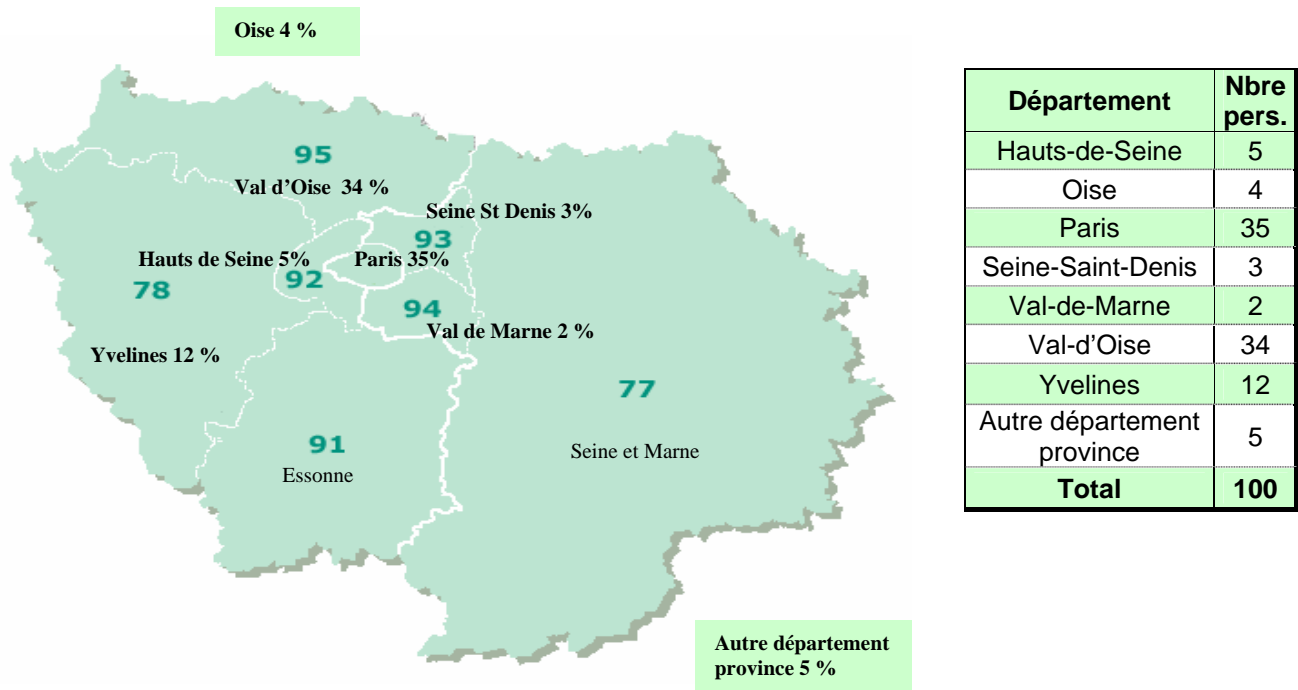 Oise 4 %
95
Val d'Oise  34 %
Seine St Denis 3%
93
Hauts de Seine 5%
Paris 35%
92
78
94
Val de Marne 2 %
Yvelines 12 %
77
91
Essonne
Seine et Marne
Autre département
province 5 %
Département Nbre
pers.
Hauts-de-Seine 5
Oise 4
Paris 35
Seine-Saint-Denis 3
Val-de-Marne 2
Val-d'Oise 34
Yvelines 12
Autre département
province 5
Total 100